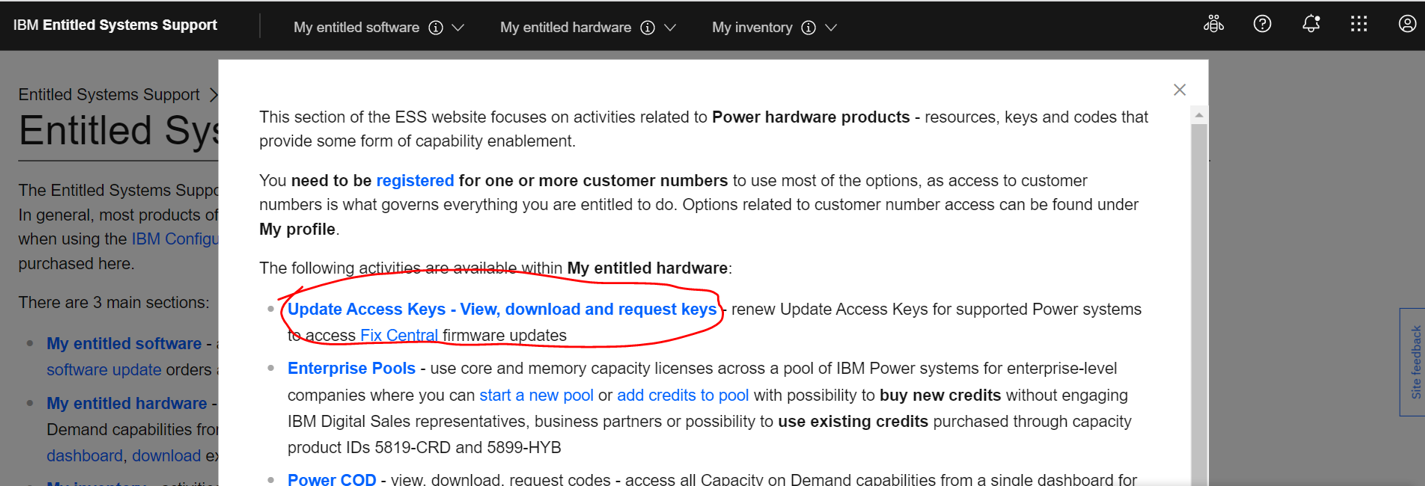 IBM Entitled Systems Support
My entitled software
My entitled hardware
My inventory
Entitled Systems Support
Entitled Sys
The Entitled Systems Suppo
In general, most products of
when using the IBM Configu
purchased here.
There are 3 main sections:
My entitled software - a
software update orders a
My entitled hardware -
Demand capabilities from
dashboard, download ex
This section of the ESS website focuses on activities related to Power hardware products - resources, keys and codes that
provide some form of capability enablement.
You need to be registered for one or more customer numbers to use most of the options, as access to customer
numbers is what governs everything you are entitled to do. Options related to customer number access can be found under
My profile.
The following activities are available within My entitled hardware:
Update Access Keys - View, download and request keys - renew Update Access Keys for supported Power systems
to access Fix Central firmware updates
Enterprise Pools - use core and memory capacity licenses across a pool of IBM Power systems for enterprise-level
companies where you can start a new pool or add credits to pool with possibility to buy new credits without engaging
IBM Digital Sales representatives, business partners or possibility to use existing credits purchased through capacity
product IDs 5819-CRD and 5899-HYB
Power COD - view, download, request codes - access all Capacity on Demand capabilities from a single dashboard for
Site feedback